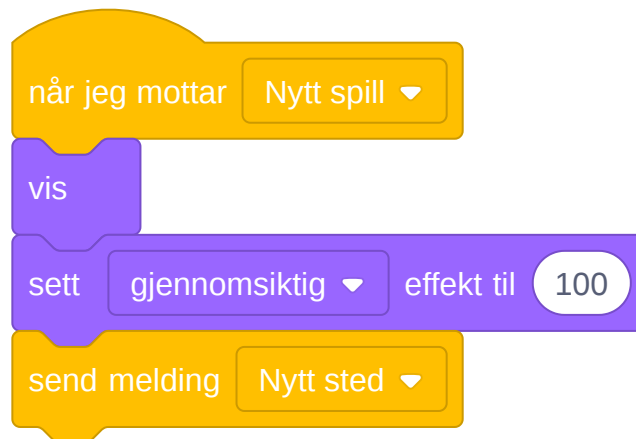 når jeg mottar Nytt spill
vis
sett gjennomsiktig effekt til 100
send melding Nytt sted